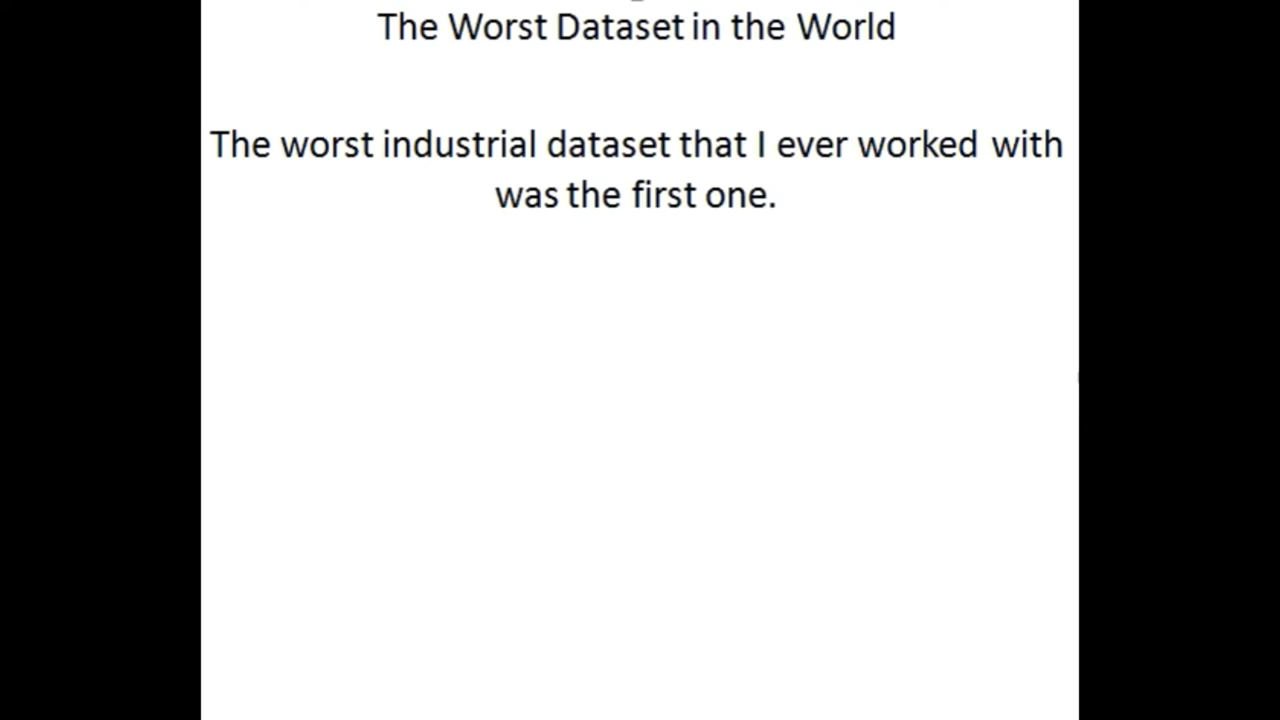 The Worst Dataset in the World
The worst industrial dataset that I ever worked with
was the first one.